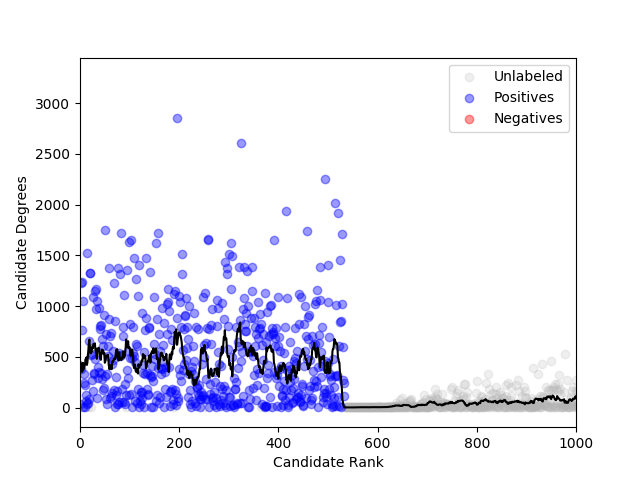 Unlabeled
Positives
Negatives
3000
2500
2000
1500
1000
500
0
Candidate Degrees
0 200 400 600 800 1000
Candidate Rank